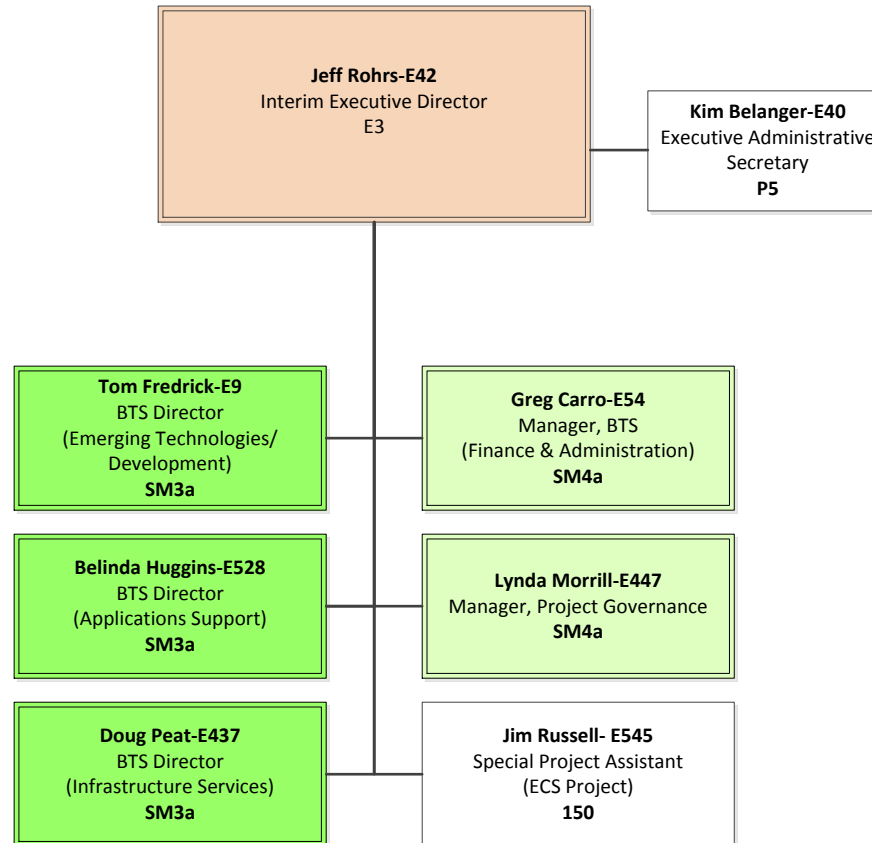 Jeff Rohrs-E42
Interim Executive Director
E3
Kim Belanger-E40
Executive Administrative
Secretary
P5
Tom Fredrick-E9
BTS Director
(Emerging Technologies/
Development)
SM3a
Greg Carro-E54
Manager, BTS
(Finance & Administration)
SM4a
Belinda Huggins-E528
BTS Director
(Applications Support)
SM3a
Lynda Morrill-E447
Manager, Project Governance
SM4a
Doug Peat-E437
BTS Director
(Infrastructure Services)
SM3a
Jim Russell- E545
Special Project Assistant
(ECS Project)
150